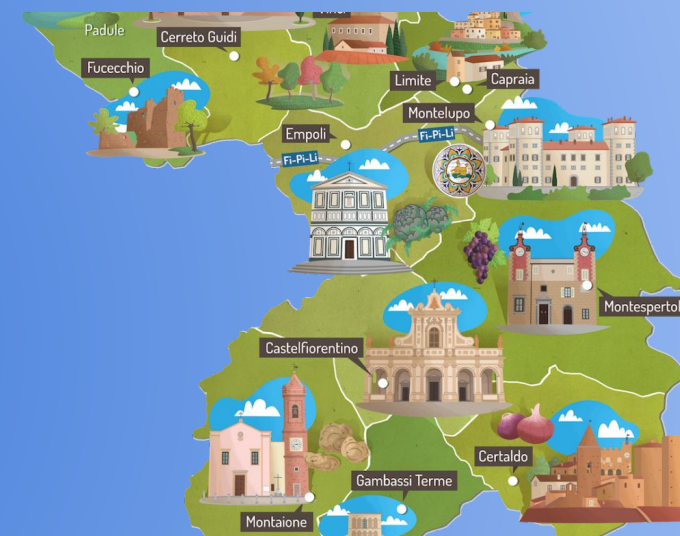 Padule
Cerreto Guidi
Fucecchio
Limite
Capraia
Montelupo
Empoli
Fi-Pi-Li
Fi-Pi-Li
Montespertol
Castelfiorentino
Certaldo
Gambassi Terme
Montaione